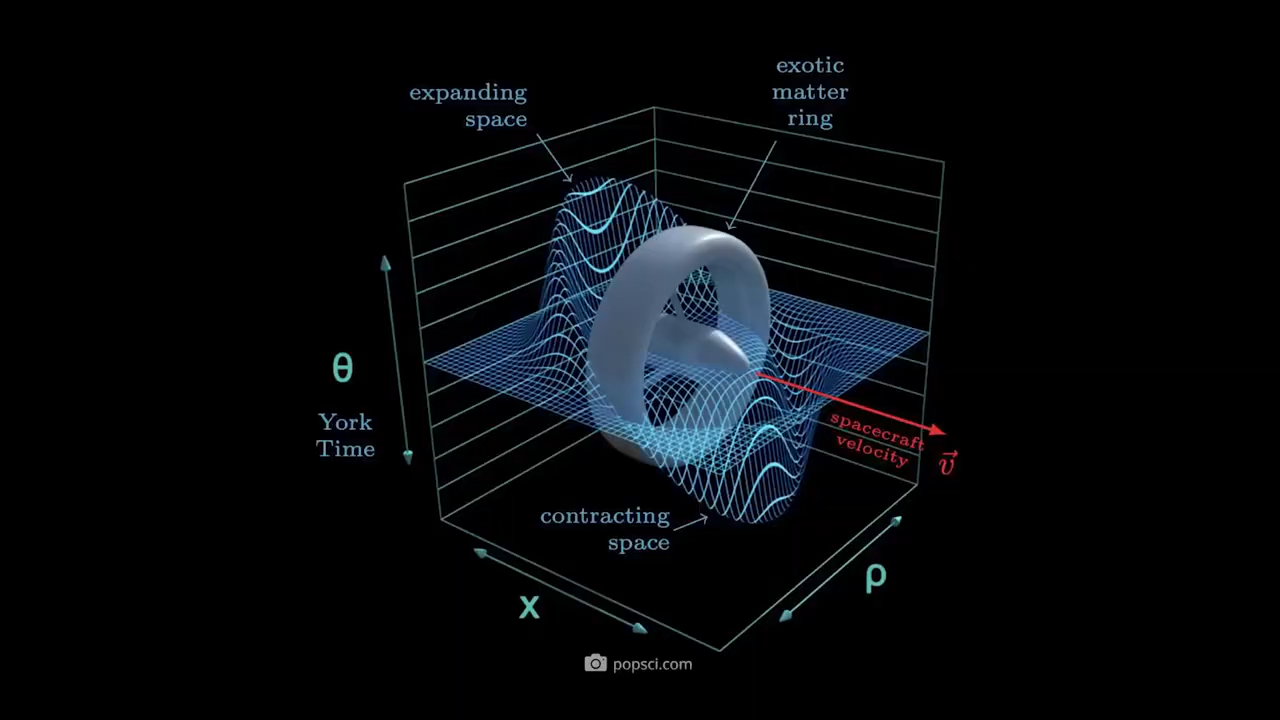 exotic
matter
ring
expanding
space
θ
York
Time
spacecraft
velocity
v⃗
contracting
space
x
ρ
popsci.com